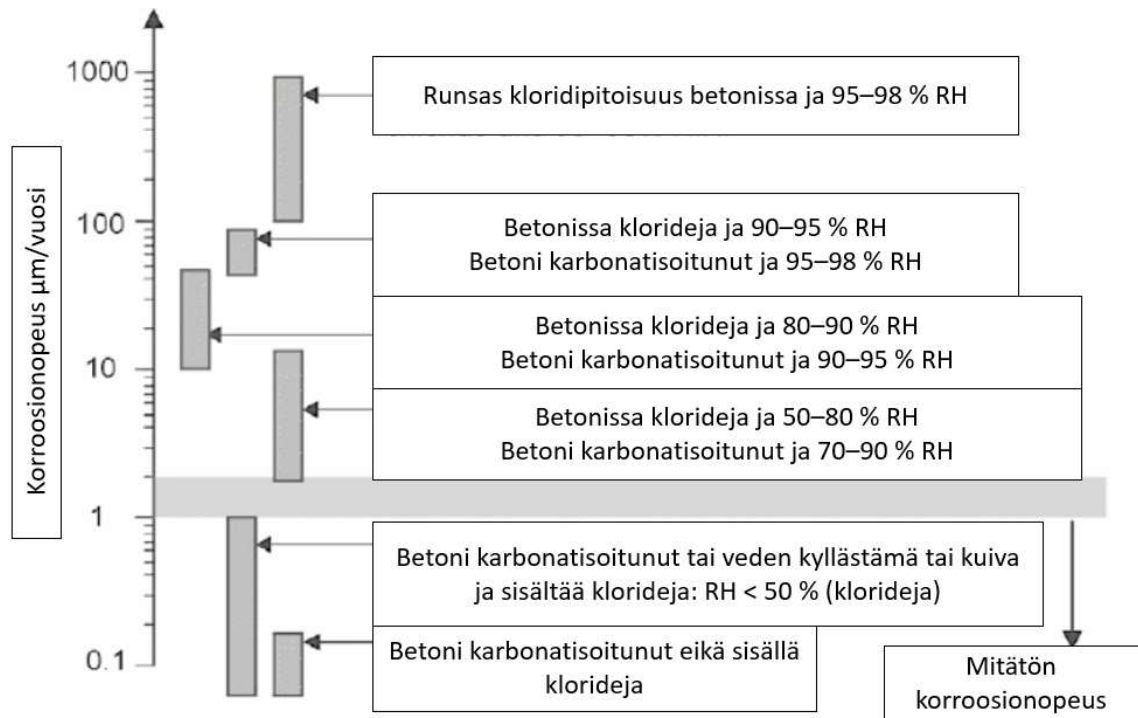 Korroosionopeus µm/vuosi
1000
100
10
1
0.1
Runsas kloridipitoisuus betonissa ja 95–98 % RH
Betonissa klorideja ja 90–95 % RH
Betoni karbonatisoitunut ja 95–98 % RH
Betonissa klorideja ja 80–90 % RH
Betoni karbonatisoitunut ja 90–95 % RH
Betonissa klorideja ja 50–80 % RH
Betoni karbonatisoitunut ja 70–90 % RH
Betoni karbonatisoitunut tai veden kyllästämä tai kuiva
ja sisältää klorideja: RH < 50 % (klorideja)
Betoni karbonatisoitunut eikä sisällä
klorideja
Mitätön
korroosionopeus